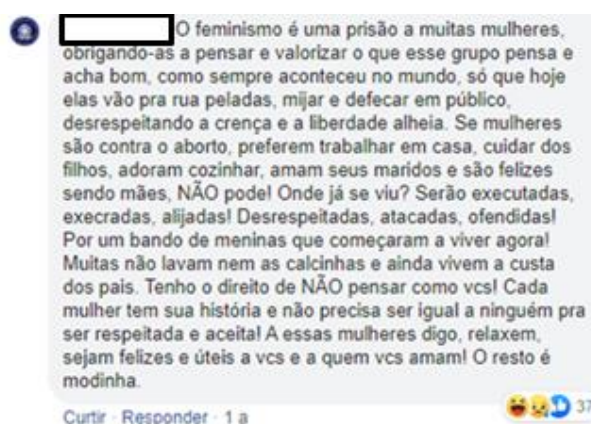 O feminismo é uma prisão a muitas mulheres,
obrigando-as a pensar e valorizar o que esse grupo pensa e
acha bom, como sempre aconteceu no mundo, só que hoje
elas vão pra rua peladas, mijar e defecar em público,
desrespeitando a crença e a liberdade alheia. Se mulheres
são contra o aborto, preferem trabalhar em casa, cuidar dos
filhos, adoram cozinhar, amam seus maridos e são felizes
sendo mães, NÃO pode! Onde já se viu? Serão executadas,
execradas, alijadas! Desrespeitadas, atacadas, ofendidas!
Por um bando de meninas que começaram a viver agora!
Muitas não lavam nem as calcinhas e ainda vivem a custa
dos pais. Tenho o direito de NÃO pensar como vcs! Cada
mulher tem sua história e não precisa ser igual a ninguém pra
ser respeitada e aceita! A essas mulheres digo, relaxem,
sejam felizes e úteis a vcs e a quem vcs amam! O resto é
modinha.
Curtir · Responder · 1 a
37